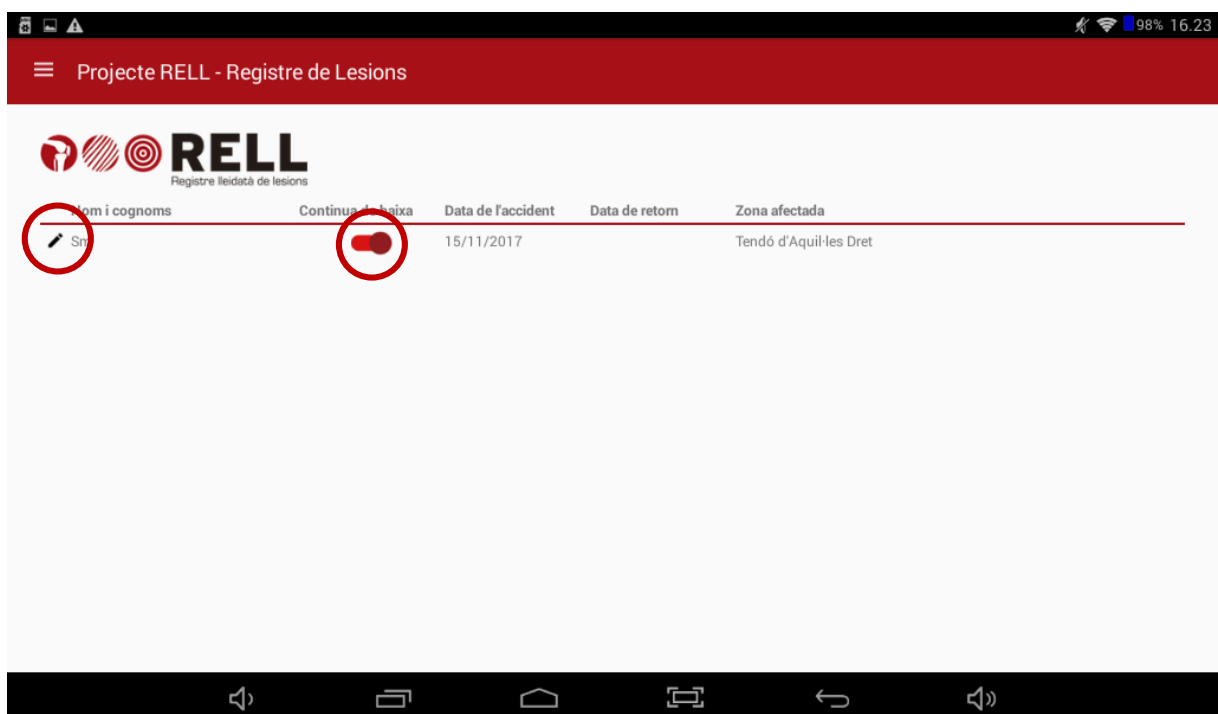 98% 16.23
Projecte RELL - Registre de Lesions
RELL
Registre lleidatà de lesions
Nom i cognoms Continua de baixa Data de l'accident Data de retorn Zona afectada
15/11/2017 Tendó d'Aquil·les Dret